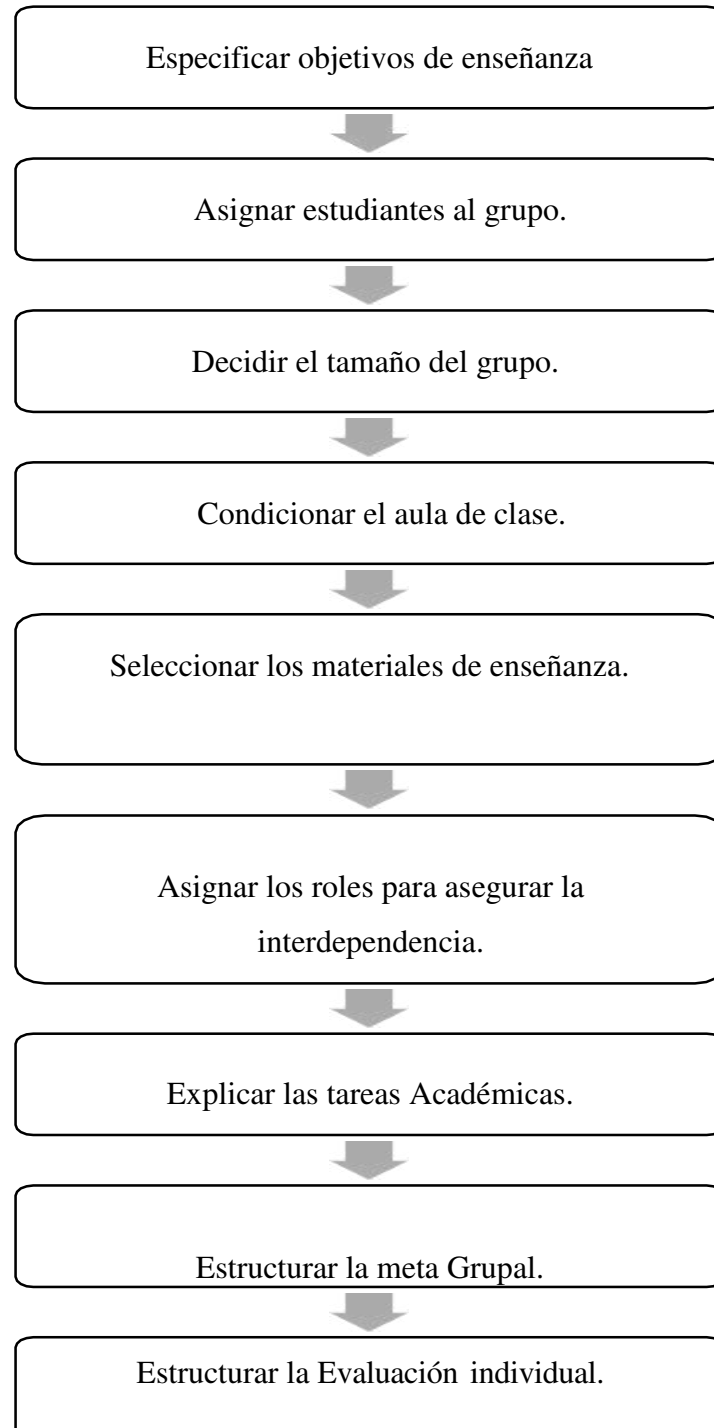 Especificar objetivos de enseñanza
Asignar estudiantes al grupo.
Decidir el tamaño del grupo.
Condicionar el aula de clase.
Seleccionar los materiales de enseñanza.
Asignar los roles para asegurar la
interdependencia.
Explicar las tareas Académicas.
Estructurar la meta Grupal.
Estructurar la Evaluación individual.